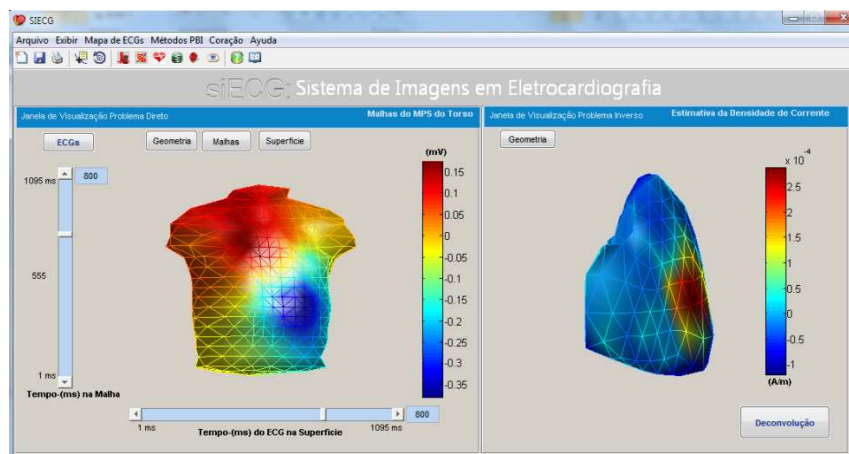 SIECG
Arquivo Exibir Mapa de ECGs Métodos PBI Coração Ayuda
siECG: Sistema de Imagens em Eletrocardiografia
Janela de Visualização Problema Direto
Malhas do MPS do Torso
ECGs
Geometria
Malhas
Superficie
(mV)
1095 ms
800
555
1 ms
Tempo-(ms) na Malha
0.15
0.1
0.05
0
-0.05
-0.1
-0.15
-0.2
-0.25
-0.3
-0.35
800
1 ms
Tempo-(ms) do ECG na Superficie
1095 ms
Janela de Visualização Problema Inverso
Estimativa da Densidade de Corrente
Geometria
x 10
-4
2.5
2
1.5
1
0.5
0
-0.5
-1
(A/m)
Deconvolução